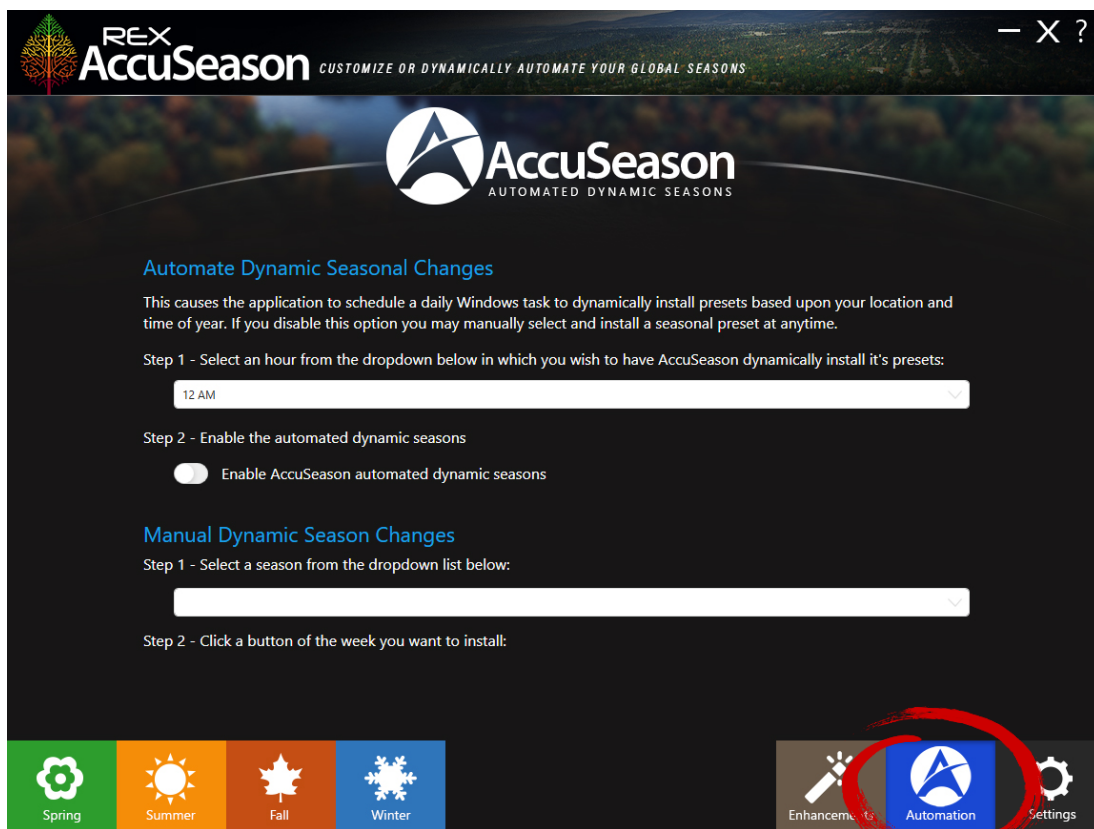 REX
AccuSeason CUSTOMIZE OR DYNAMICALLY AUTOMATE YOUR GLOBAL SEASONS
– X ?
AccuSeason
AUTOMATED DYNAMIC SEASONS
Automate Dynamic Seasonal Changes
This causes the application to schedule a daily Windows task to dynamically install presets based upon your location and
time of year. If you disable this option you may manually select and install a seasonal preset at anytime.
Step 1 - Select an hour from the dropdown below in which you wish to have AccuSeason dynamically install it's presets:
12 AM
Step 2 - Enable the automated dynamic seasons
Enable AccuSeason automated dynamic seasons
Manual Dynamic Season Changes
Step 1 - Select a season from the dropdown list below:
Step 2 - Click a button of the week you want to install:
Spring
Summer
Fall
Winter
Enhancements
Automation
Settings